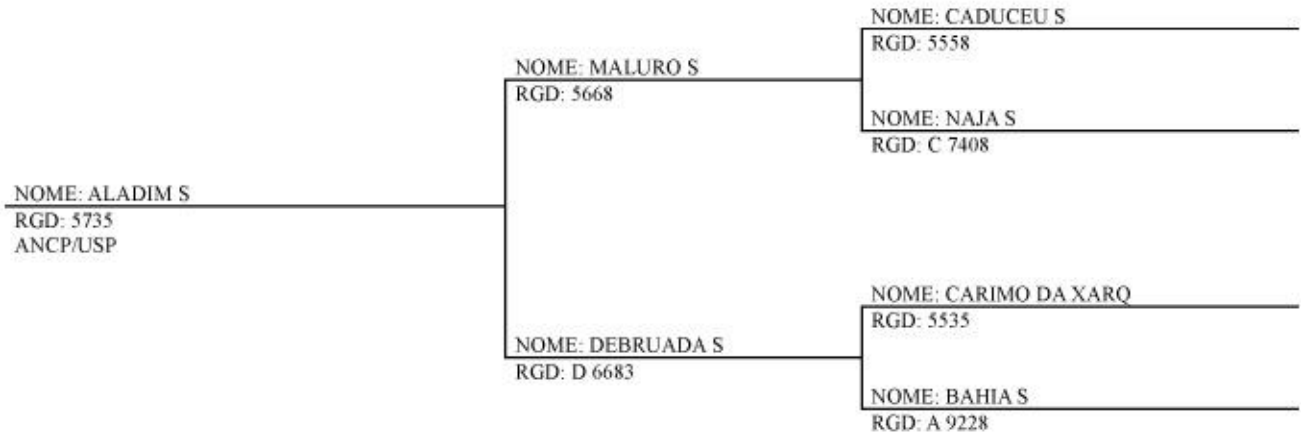 NOME: CADUCEU S
RGD: 5558
NOME: MALURO S
RGD: 5668
NOME: NAJA S
RGD: C 7408
NOME: ALADIM S
RGD: 5735
ANCP/USP
NOME: CARIMO DA XARQ
RGD: 5535
NOME: DEBRUADA S
RGD: D 6683
NOME: BAHIA S
RGD: A 9228